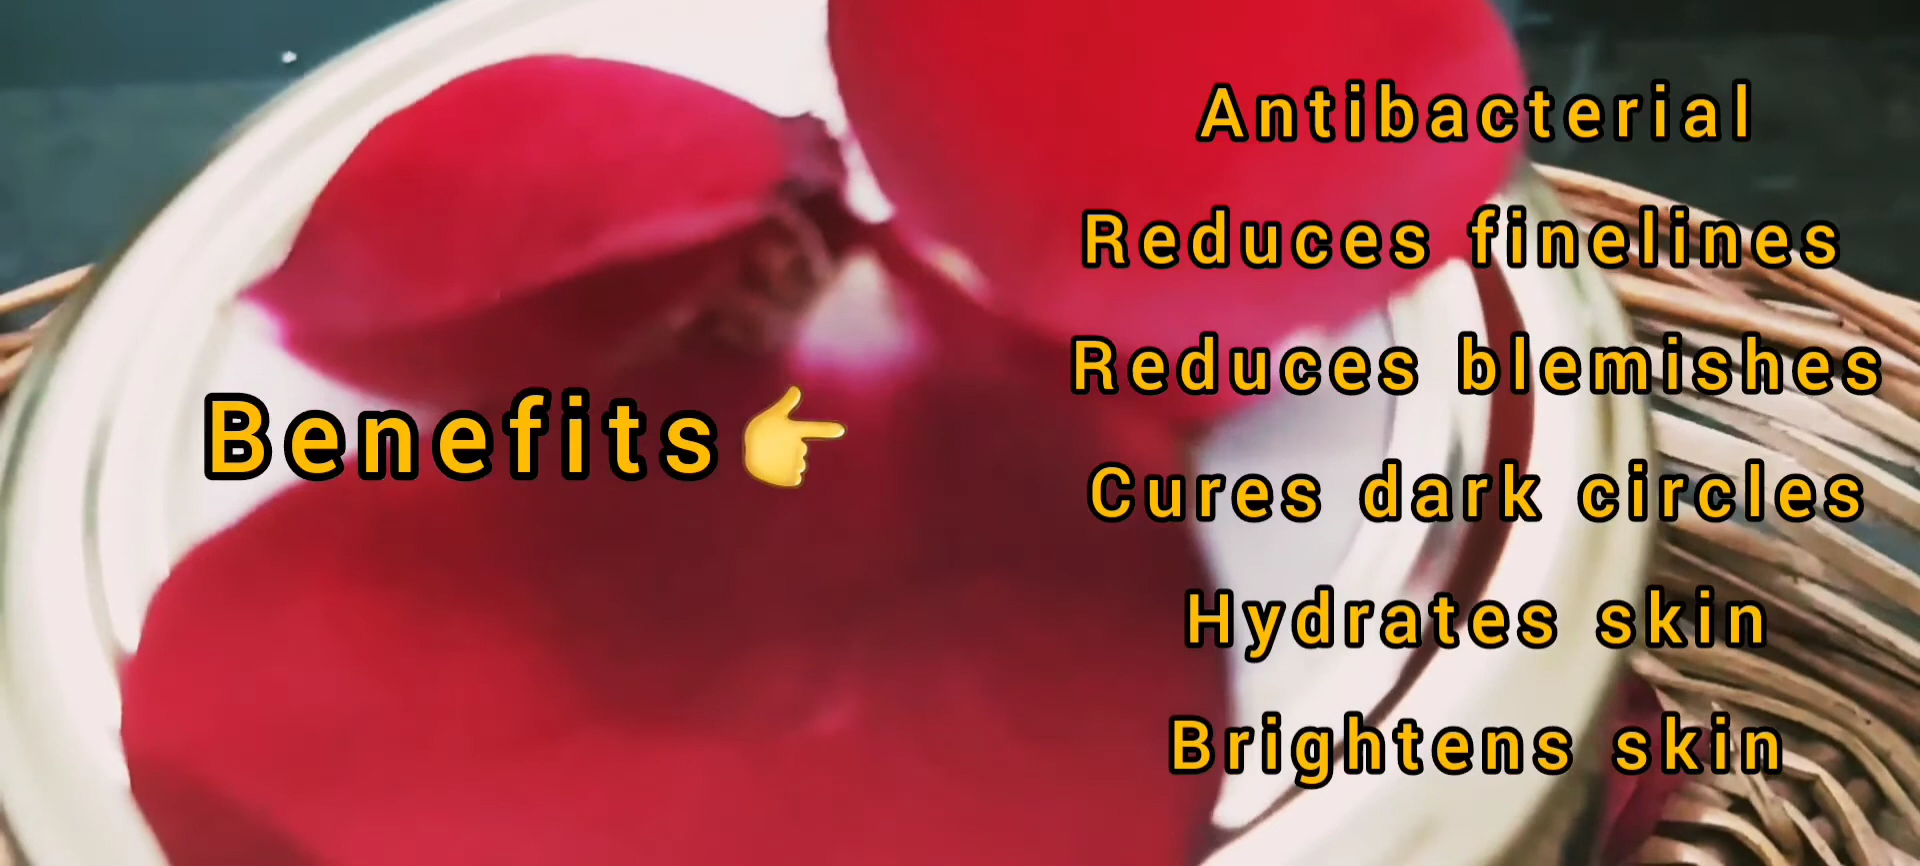 Benefits👉
Antibacterial
Reduces finelines
Reduces blemishes
Cures dark circles
Hydrates skin
Brightens skin